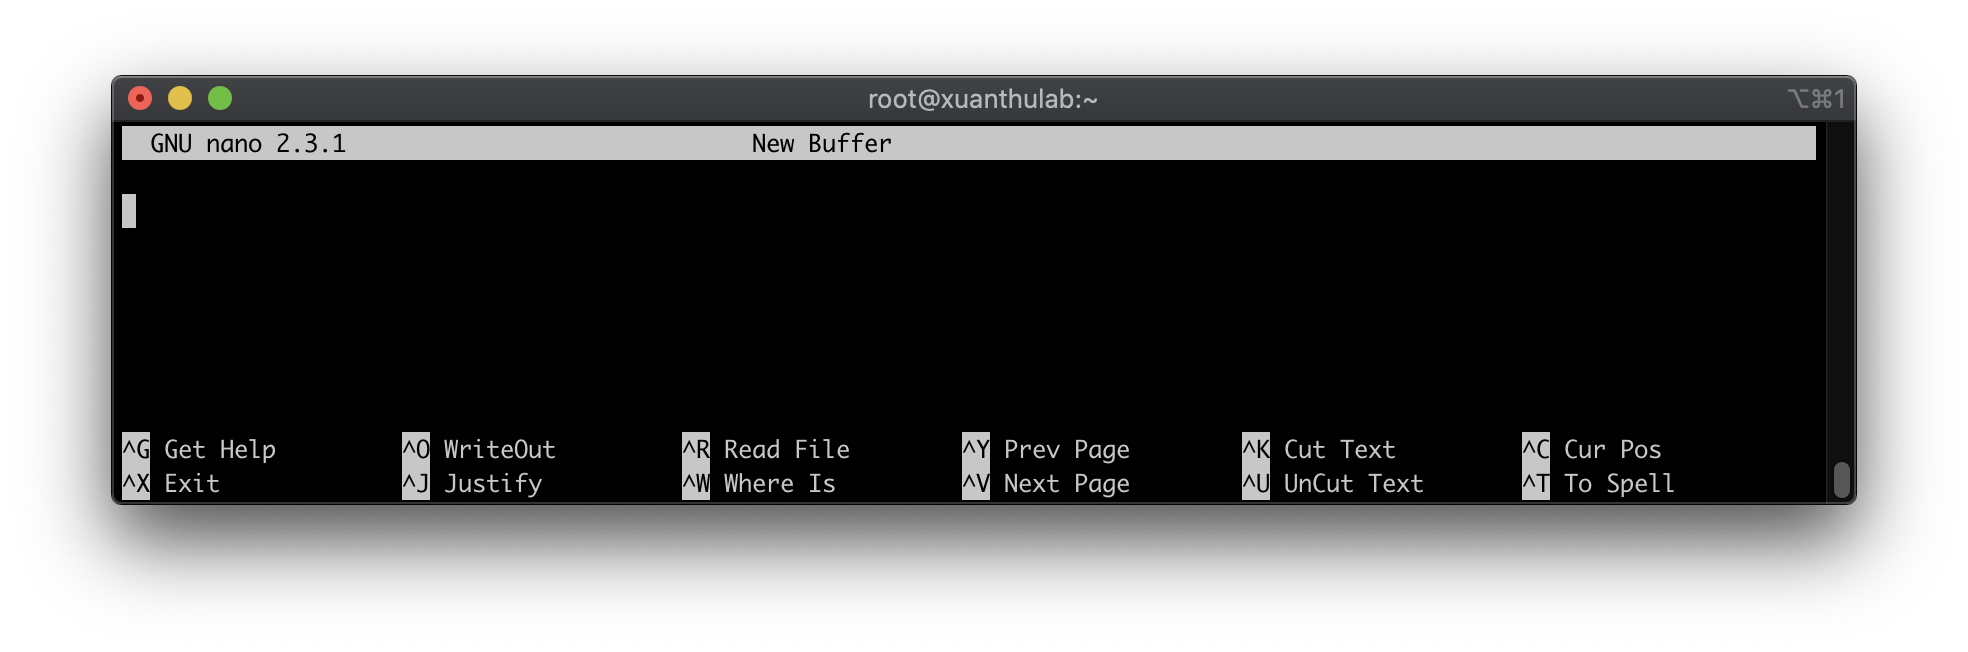 root@xuanthulab:~ ⌥⌘1
GNU nano 2.3.1 New Buffer
^G Get Help ^O WriteOut ^R Read File ^Y Prev Page ^K Cut Text ^C Cur Pos
^X Exit ^J Justify ^W Where Is ^V Next Page ^U UnCut Text ^T To Spell